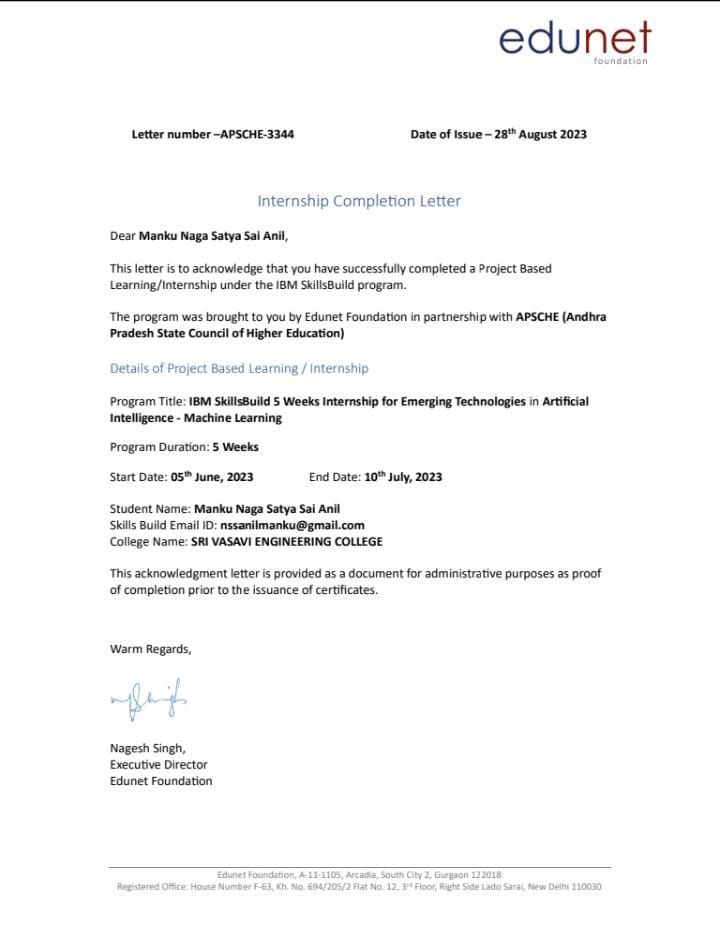 edunet
foundation
Letter number –APSCHE-3344 Date of Issue – 28th August 2023
Internship Completion Letter
Dear Manku Naga Satya Sai Anil,
This letter is to acknowledge that you have successfully completed a Project Based
Learning/Internship under the IBM SkillsBuild program.
The program was brought to you by Edunet Foundation in partnership with APSCHE (Andhra
Pradesh State Council of Higher Education)
Details of Project Based Learning / Internship
Program Title: IBM SkillsBuild 5 Weeks Internship for Emerging Technologies in Artificial
Intelligence - Machine Learning
Program Duration: 5 Weeks
Start Date: 05th June, 2023 End Date: 10th July, 2023
Student Name: Manku Naga Satya Sai Anil
Skills Build Email ID: nssanilmanku@gmail.com
College Name: SRI VASAVI ENGINEERING COLLEGE
This acknowledgment letter is provided as a document for administrative purposes as proof
of completion prior to the issuance of certificates.
Warm Regards,
Nagesh Singh,
Executive Director
Edunet Foundation
Edunet Foundation, A-11-1105, Arcadia, South City 2, Gurgaon 122018
Registered Office: House Number F-63, Kh. No. 694/205/2 Flat No. 12, 3rd Floor, Right Side Lado Sarai, New Delhi 110030